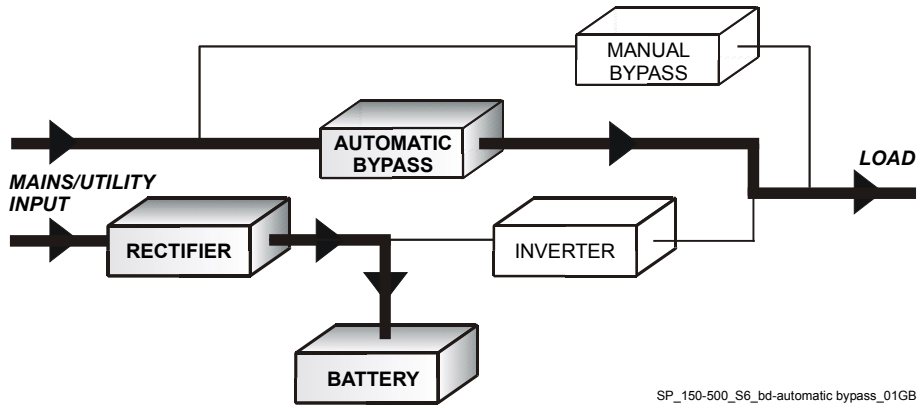 MANUAL
BYPASS
AUTOMATIC
BYPASS
LOAD
MAINS/UTILITY
INPUT
RECTIFIER
INVERTER
BATTERY
SP_150-500_S6_bd-automatic bypass_01GB